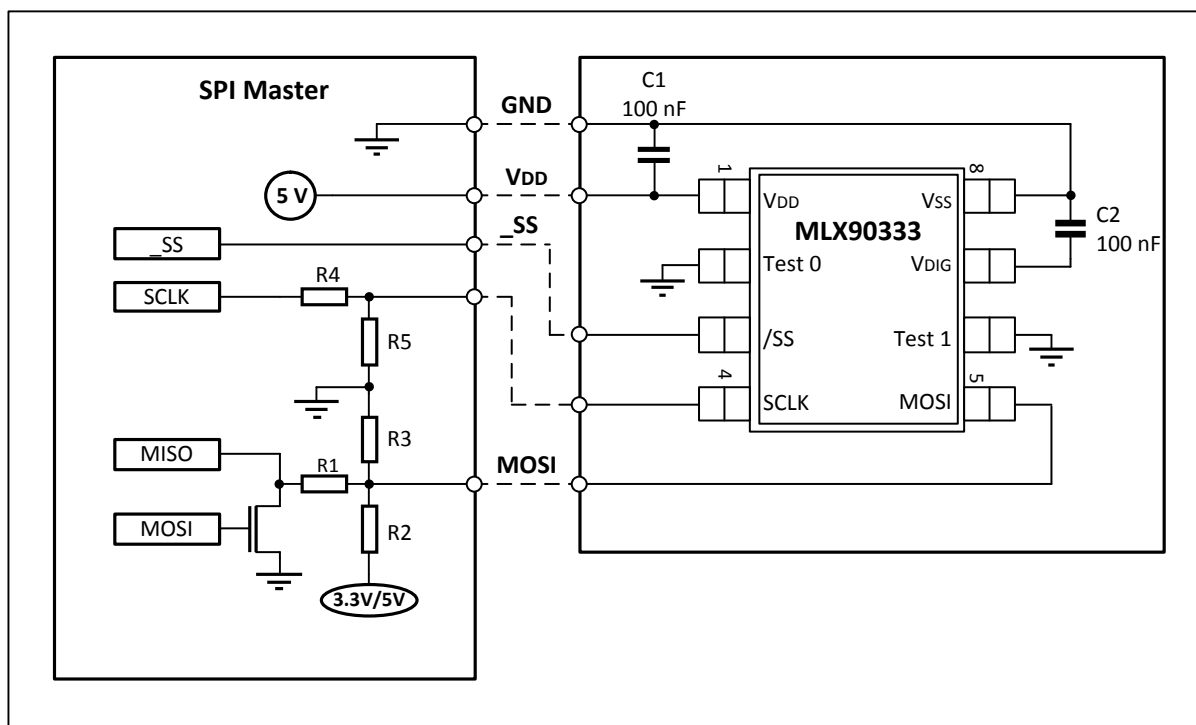 SPI Master
GND
VDD
_SS
MOSI
5 V
_SS
SCLK
MISO
MOSI
R4
R5
R3
R1
R2
3.3V/5V
C1
100 nF
1
8
VDD
VSS
MLX90333
C2
100 nF
Test 0
VDIG
/SS
Test 1
4
5
SCLK
MOSI